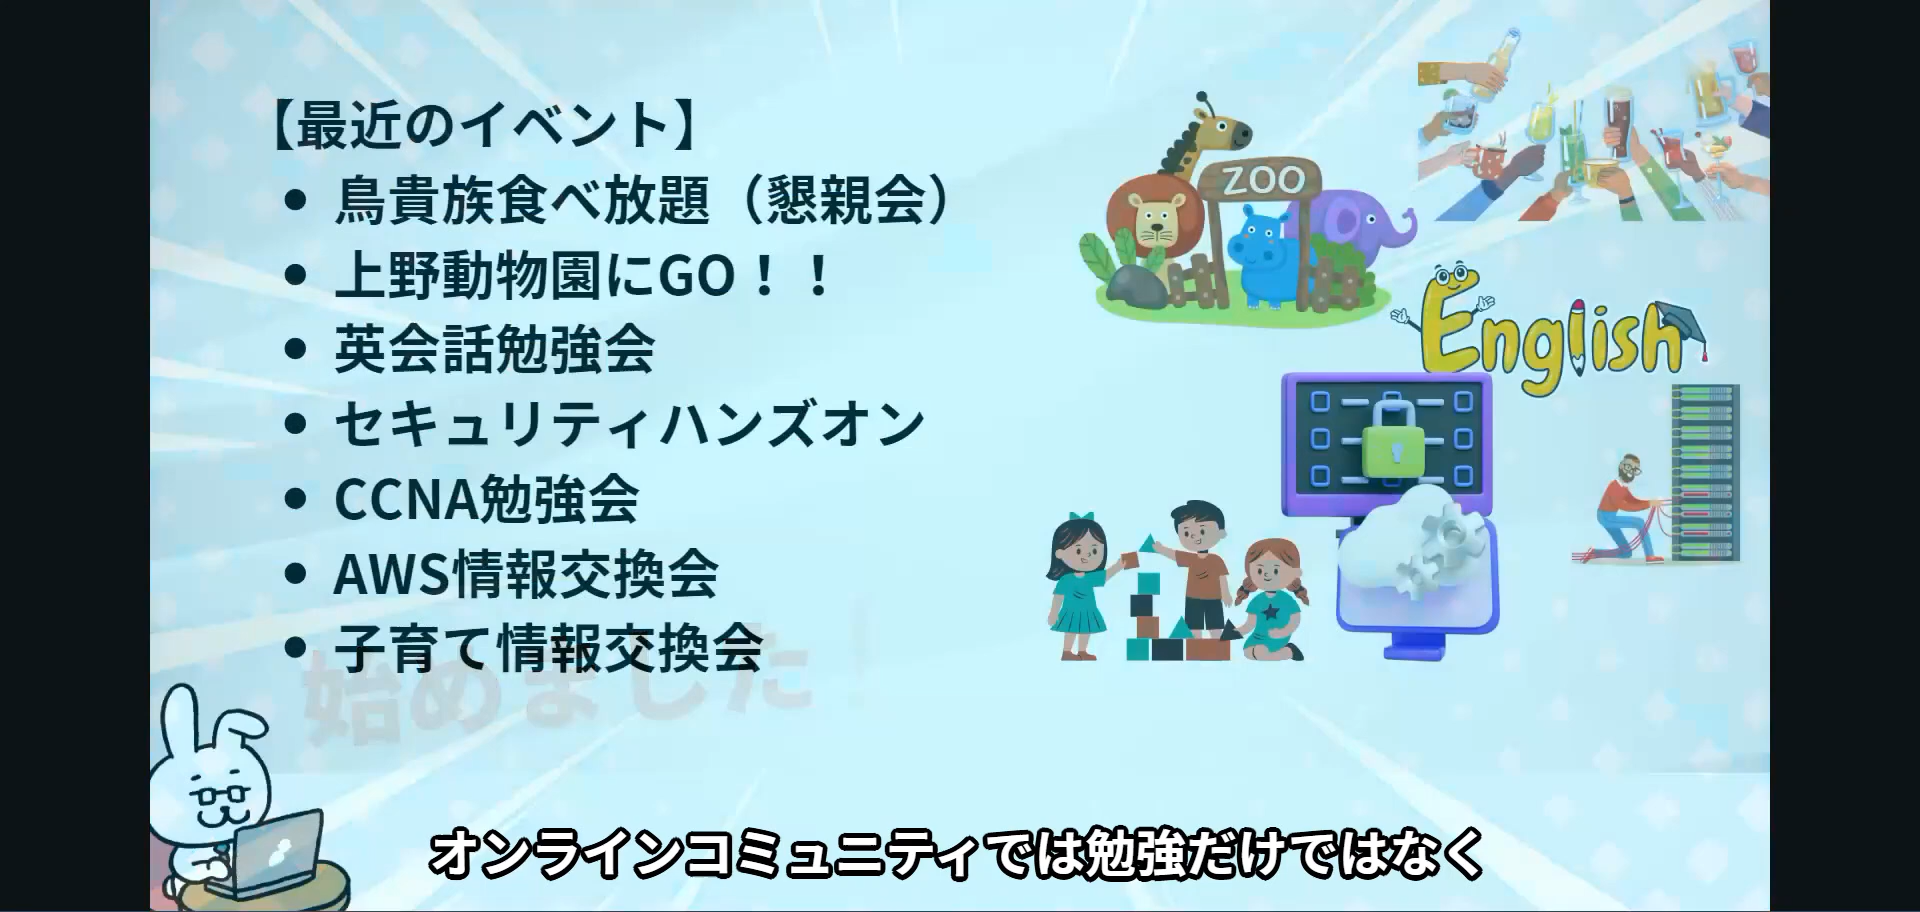 【最近のイベント】
• 鳥貴族食べ放題（懇親会）
• 上野動物園にGO！！
• 英会話勉強会
• セキュリティハンズオン
• CCNA勉強会
• AWS情報交換会
• 子育て情報交換会
始めました！
ZOO
English
オンラインコミュニティでは勉強だけではなく